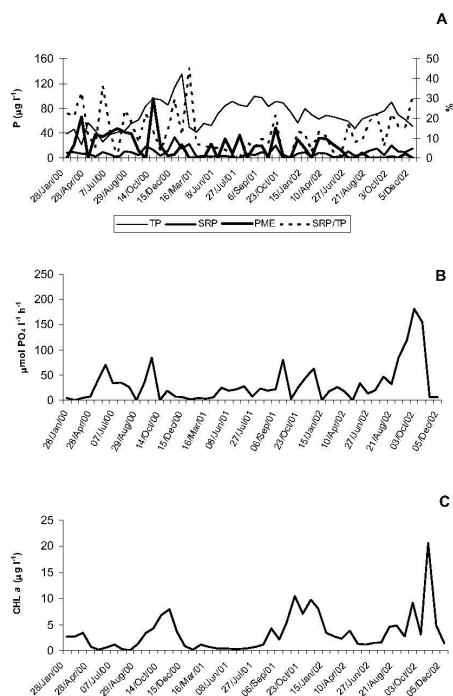 A
160
120
80
40
0
P (µg l-1)
50
40
30
20
10
0
%
28/Jan/00
28/Apr/00
7/Jul/00
29/Aug/00
14/Oct/00
15/Dec/00
16/Mar/01
8/Jun/01
27/Jul/01
6/Sep/01
23/Oct/01
15/Jan/02
10/Apr/02
27/Jun/02
21/Aug/02
3/Oct/02
5/Dec/02
TP SRP PME SRP/TP
B
250
200
150
100
50
0
µmol PO4 l-1 h-1
28/Jan/00
28/Apr/00
07/Jul/00
29/Aug/00
14/Oct/00
15/Dec/00
16/Mar/01
08/Jun/01
27/Jul/01
06/Sep/01
23/Oct/01
15/Jan/02
10/Apr/02
27/Jun/02
21/Aug/02
03/Oct/02
05/Dec/02
C
25
20
15
10
5
0
CHL a (µg l-1)
28/Jan/00
28/Apr/00
07/Jul/00
29/Aug/00
14/Oct/00
15/Dec/00
16/Mar/01
08/Jun/01
27/Jul/01
06/Sep/01
23/Oct/01
15/Jan/02
10/Apr/02
27/Jun/02
21/Aug/02
03/Oct/02
05/Dec/02